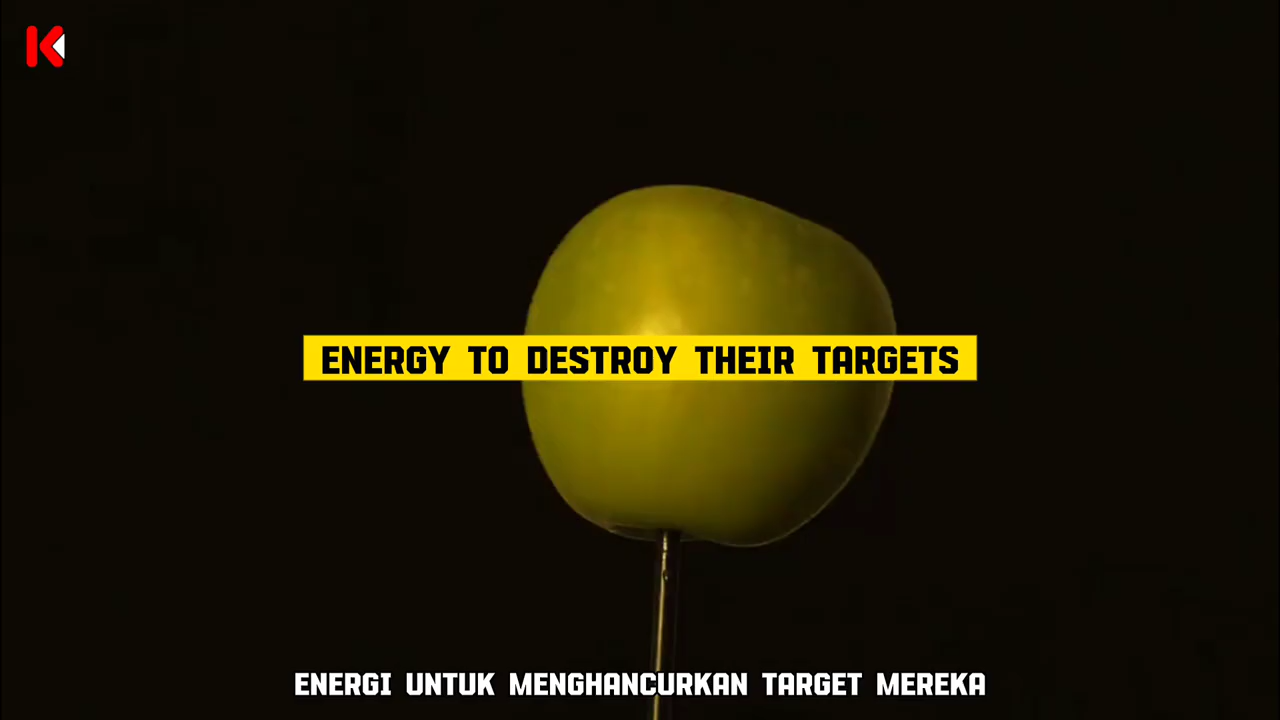 K
ENERGY TO DESTROY THEIR TARGETS
ENERGI UNTUK MENGHANCURKAN TARGET MEREKA